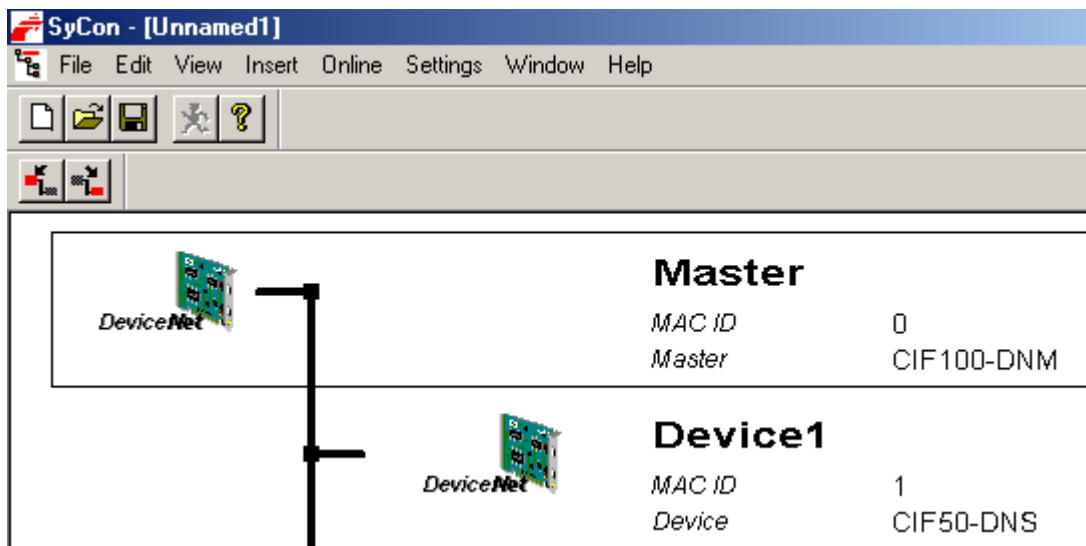 SyCon - [Unnamed1]
File Edit View Insert Online Settings Window Help
Master
DeviceNet
MAC ID 0
Master CIF100-DNM
Device1
DeviceNet
MAC ID 1
Device CIF50-DNS